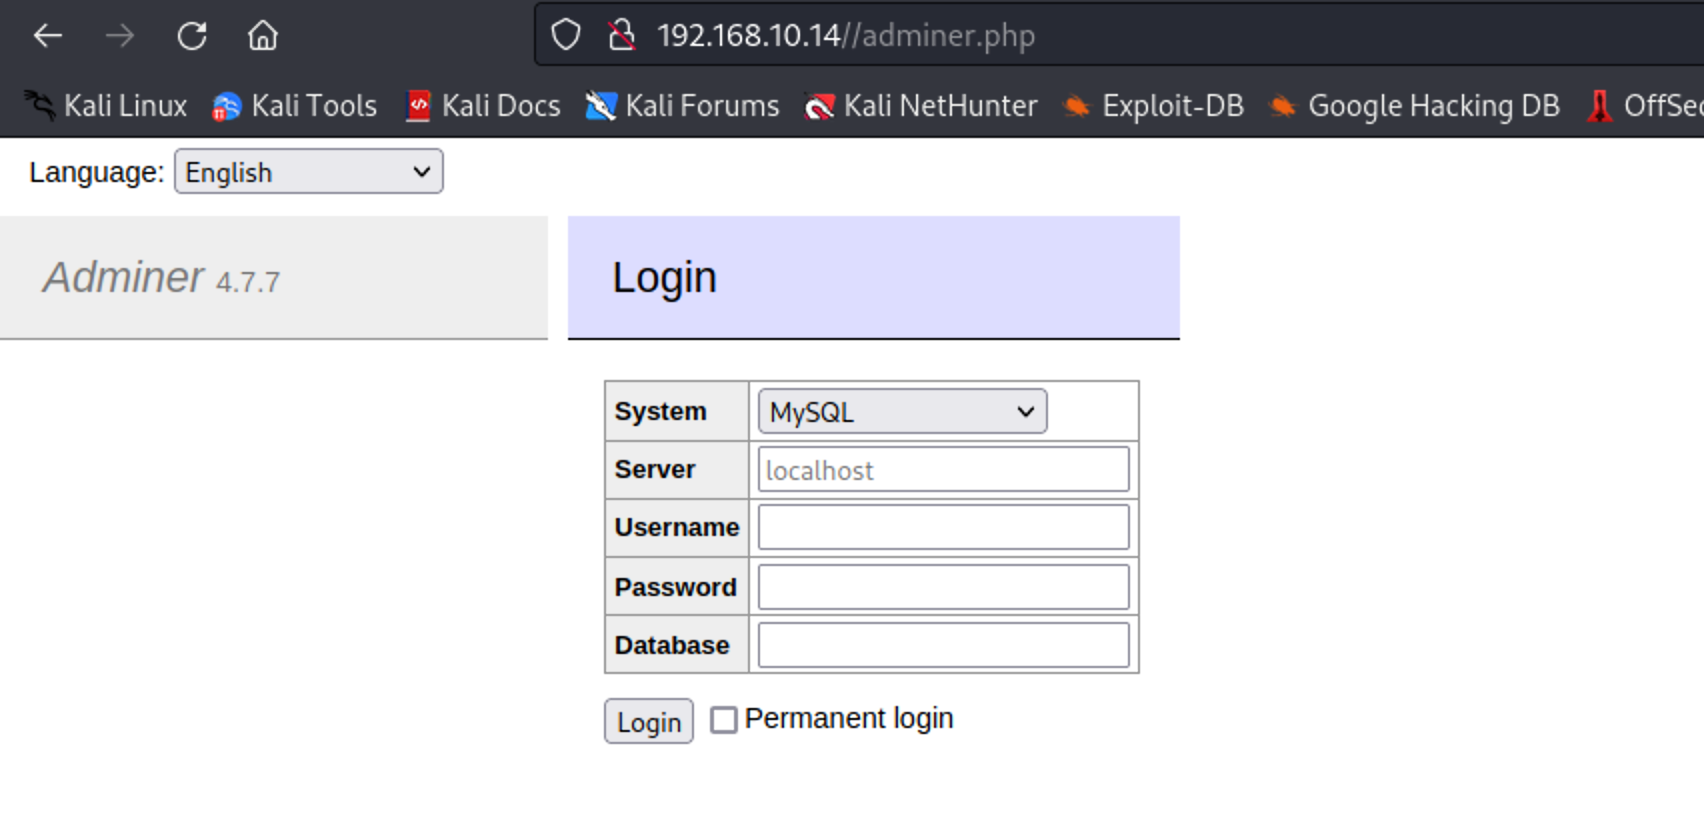 192.168.10.14//adminer.php
Kali Linux Kali Tools Kali Docs Kali Forums Kali NetHunter Exploit-DB Google Hacking DB OffSec
Language: English
Adminer 4.7.7 Login
System MySQL
Server localhost
Username
Password
Database
Login Permanent login